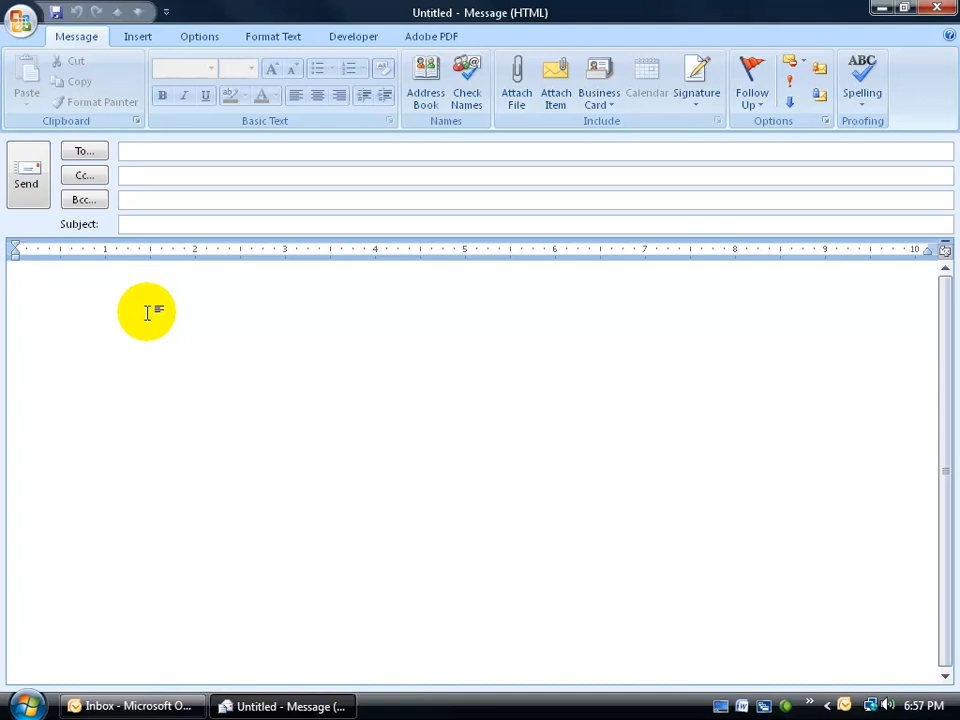 Untitled - Message (HTML)
Message Insert Options Format Text Developer Adobe PDF
Paste
Cut
Copy
Format Painter
Clipboard
B I U ab A
Basic Text
Address Book
Check Names
Names
Attach File
Attach Item
Business Card
Calendar
Signature
Include
Follow Up
Options
ABC
Spelling
Proofing
Send
To...
Cc...
Bcc...
Subject:
1 2 3 4 5 6 7 8 9 10
Inbox - Microsoft O... Untitled - Message (... 6:57 PM